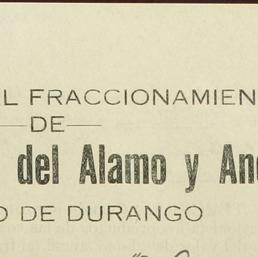 L FRACCIONAMIEN
—DE—
del Alamo y An
O DE DURANGO